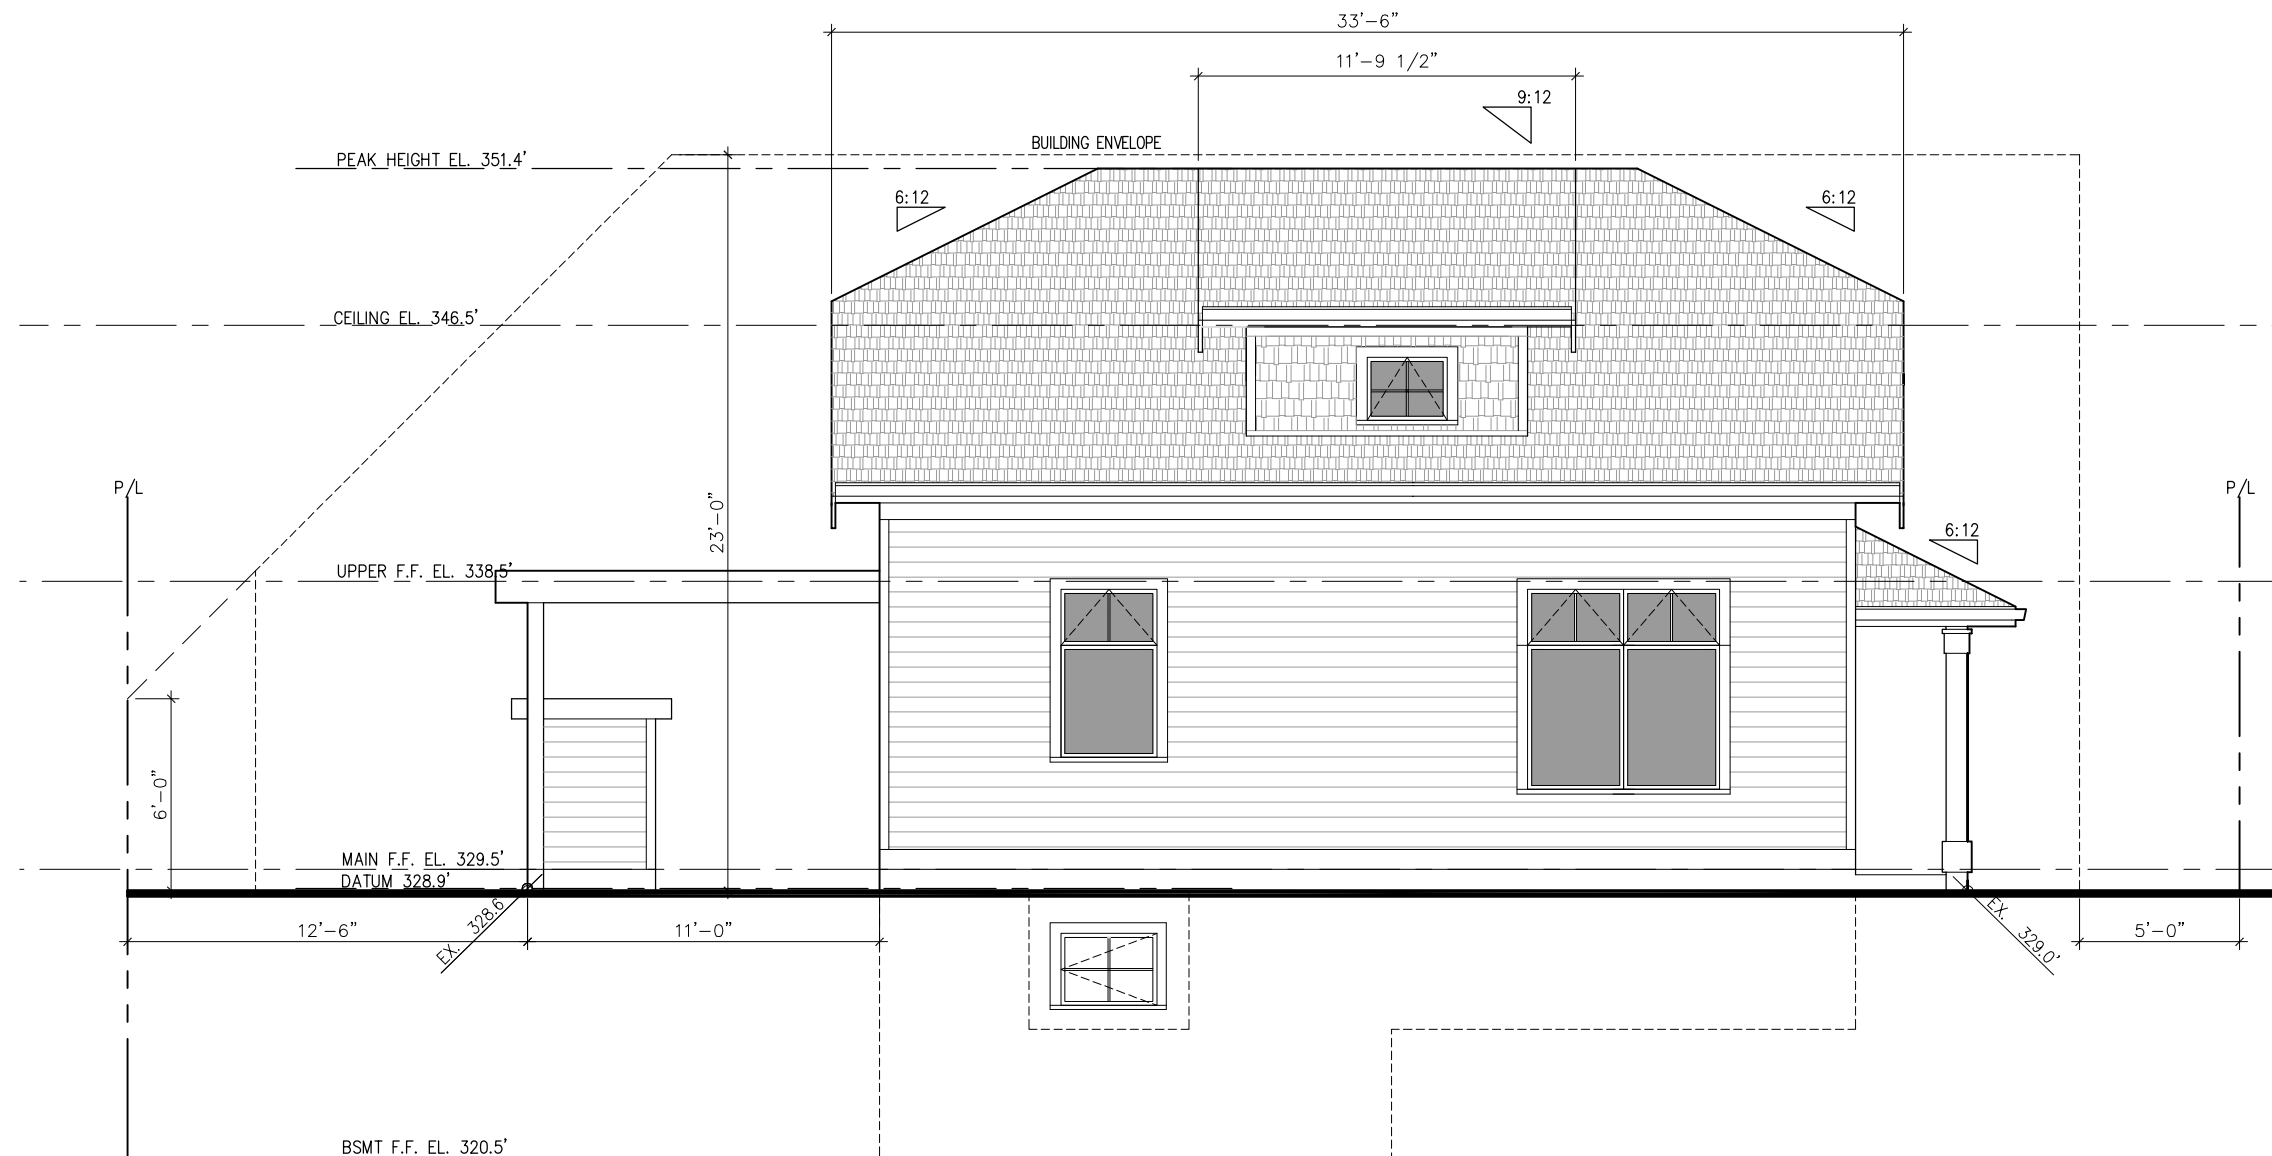 33'-6"
11'-9 1/2"
9:12
BUILDING ENVELOPE
PEAK HEIGHT EL. 351.4'
6:12
6:12
CEILING EL. 346.5'
P/L
P/L
23'-0"
6:12
UPPER F.F. EL. 338.5'
6'-0"
MAIN F.F. EL. 329.5'
DATUM 328.9'
EX. 328.6'
EX. 329.0'
12'-6"
11'-0"
5'-0"
BSMT F.F. EL. 320.5'